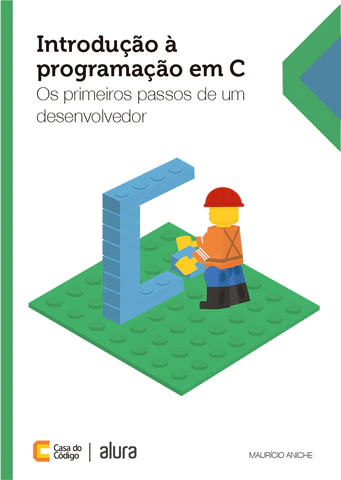 Introdução à
programação em C
Os primeiros passos de um
desenvolvedor
Casa do
Código
alura
MAURÍCIO ANICHE